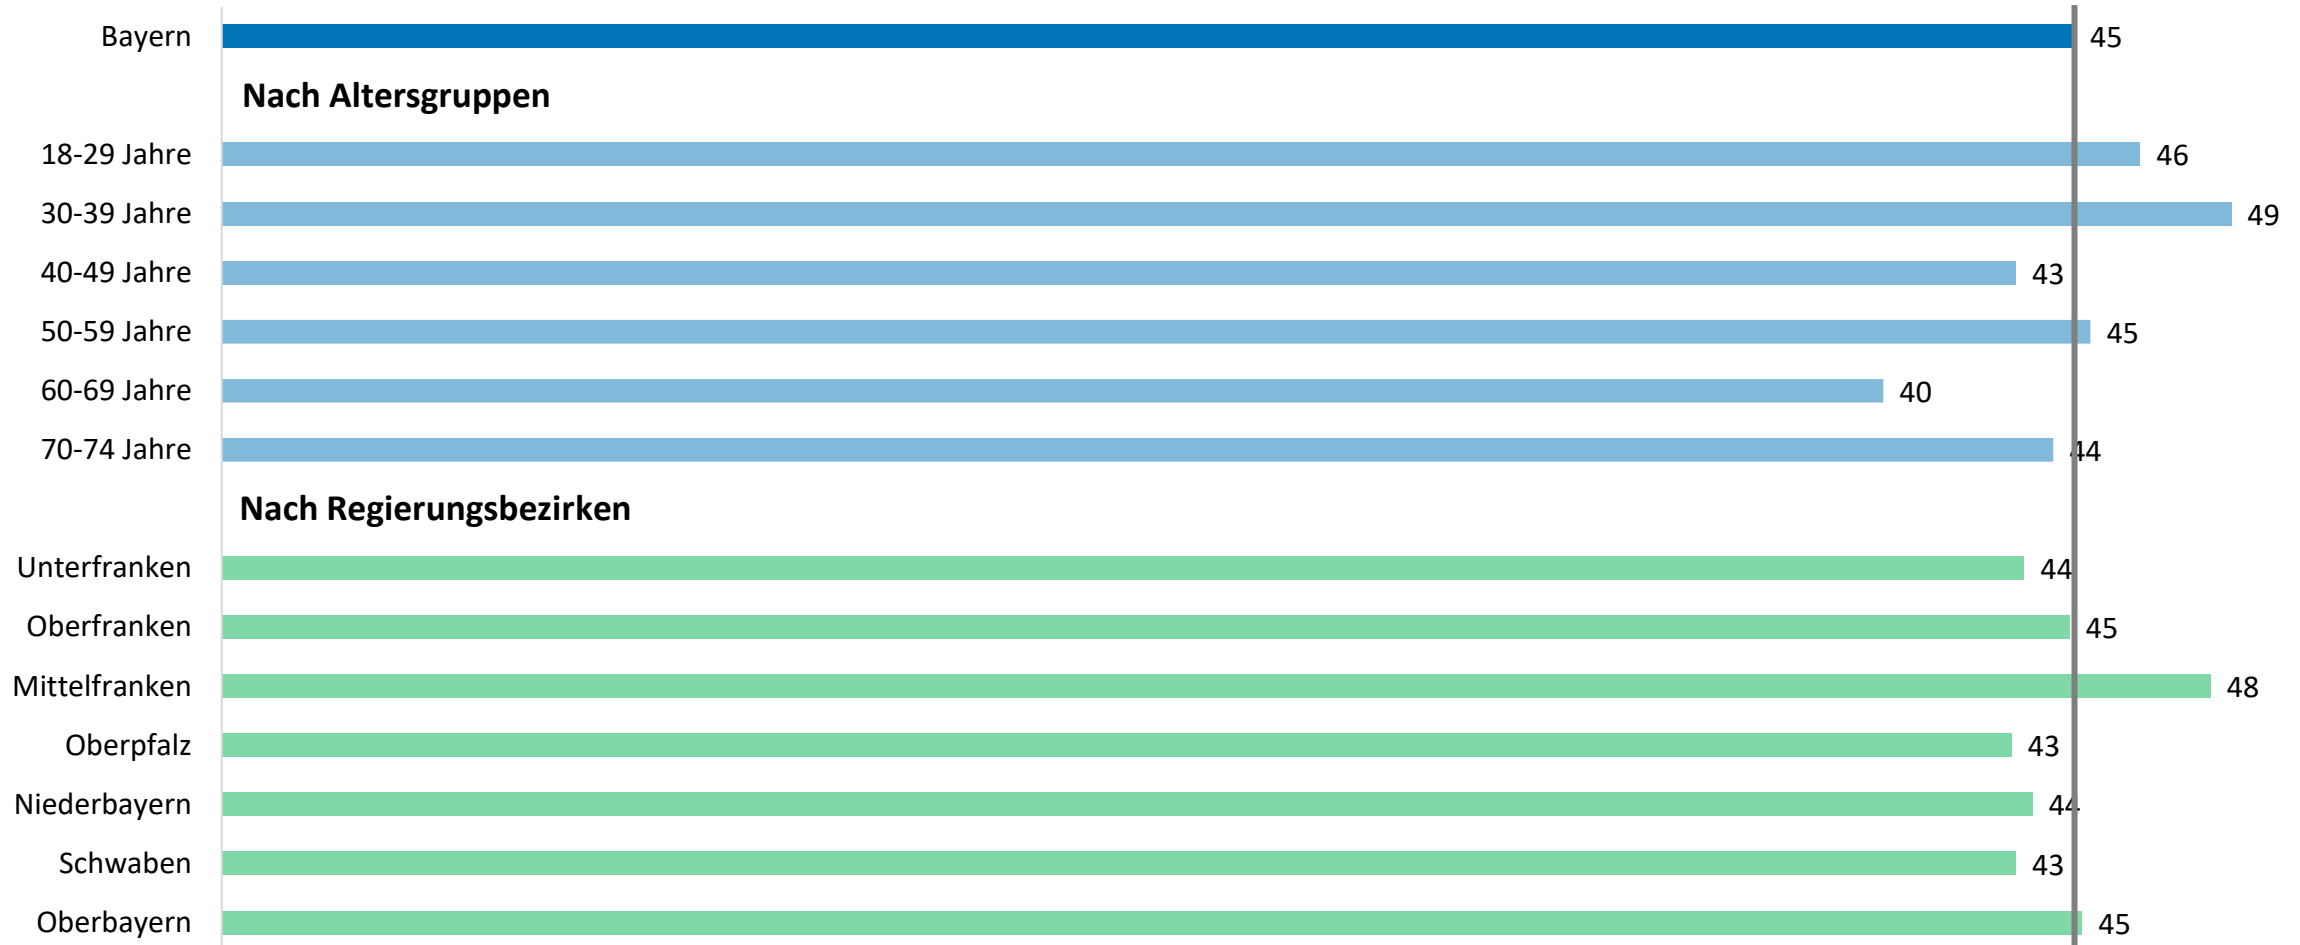 Bayern 45
Nach Altersgruppen
18-29 Jahre 46
30-39 Jahre 49
40-49 Jahre 43
50-59 Jahre 45
60-69 Jahre 40
70-74 Jahre 44
Nach Regierungsbezirken
Unterfranken 44
Oberfranken 45
Mittelfranken 48
Oberpfalz 43
Niederbayern 44
Schwaben 43
Oberbayern 45